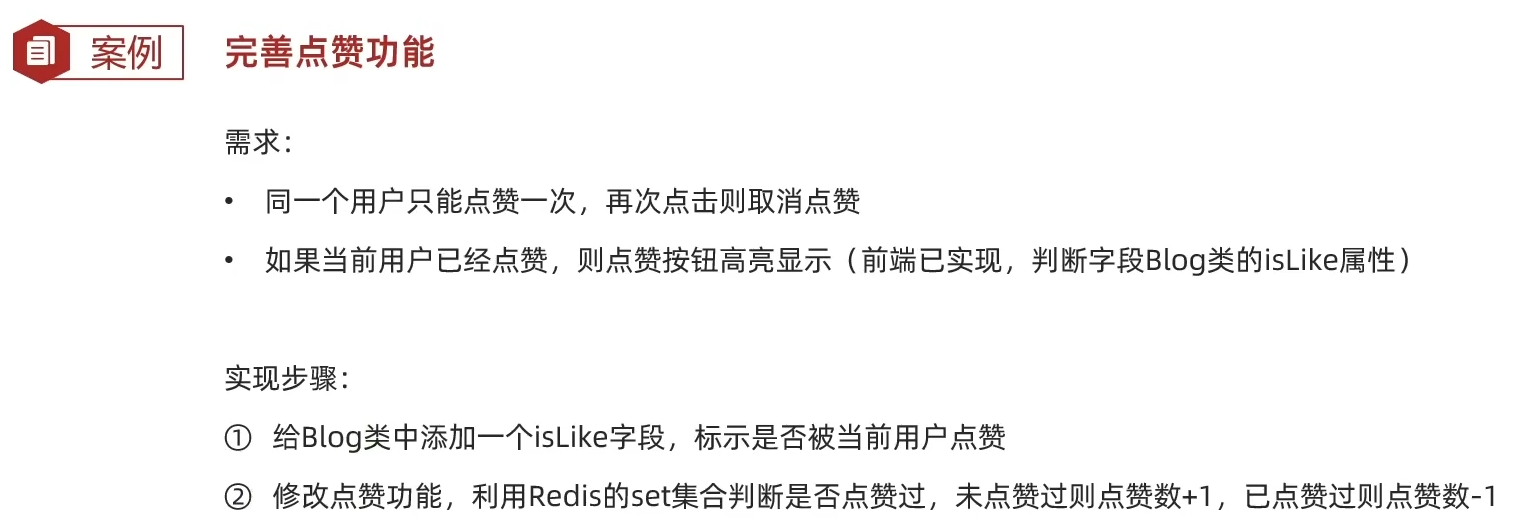 案例 完善点赞功能
需求：
• 同一个用户只能点赞一次，再次点击则取消点赞
• 如果当前用户已经点赞，则点赞按钮高亮显示（前端已实现，判断字段Blog类的isLike属性）
实现步骤：
① 给Blog类中添加一个isLike字段，标示是否被当前用户点赞
② 修改点赞功能，利用Redis的set集合判断是否点赞过，未点赞过则点赞数+1，已点赞过则点赞数-1